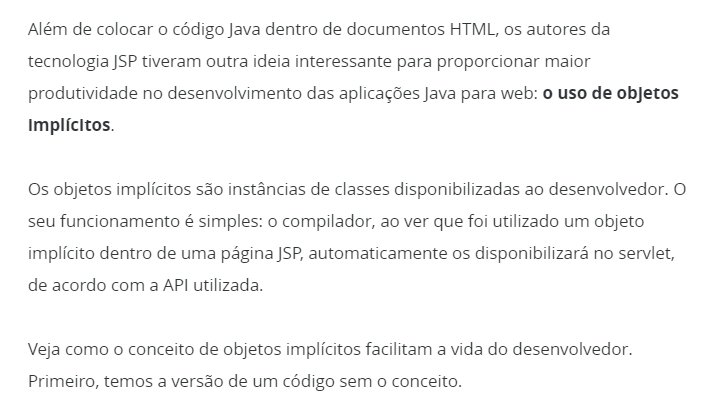 Além de colocar o código Java dentro de documentos HTML, os autores da
tecnologia JSP tiveram outra ideia interessante para proporcionar maior
produtividade no desenvolvimento das aplicações Java para web: o uso de objetos
implícitos.
Os objetos implícitos são instâncias de classes disponibilizadas ao desenvolvedor. O
seu funcionamento é simples: o compilador, ao ver que foi utilizado um objeto
implícito dentro de uma página JSP, automaticamente os disponibilizará no servlet,
de acordo com a API utilizada.
Veja como o conceito de objetos implícitos facilitam a vida do desenvolvedor.
Primeiro, temos a versão de um código sem o conceito.